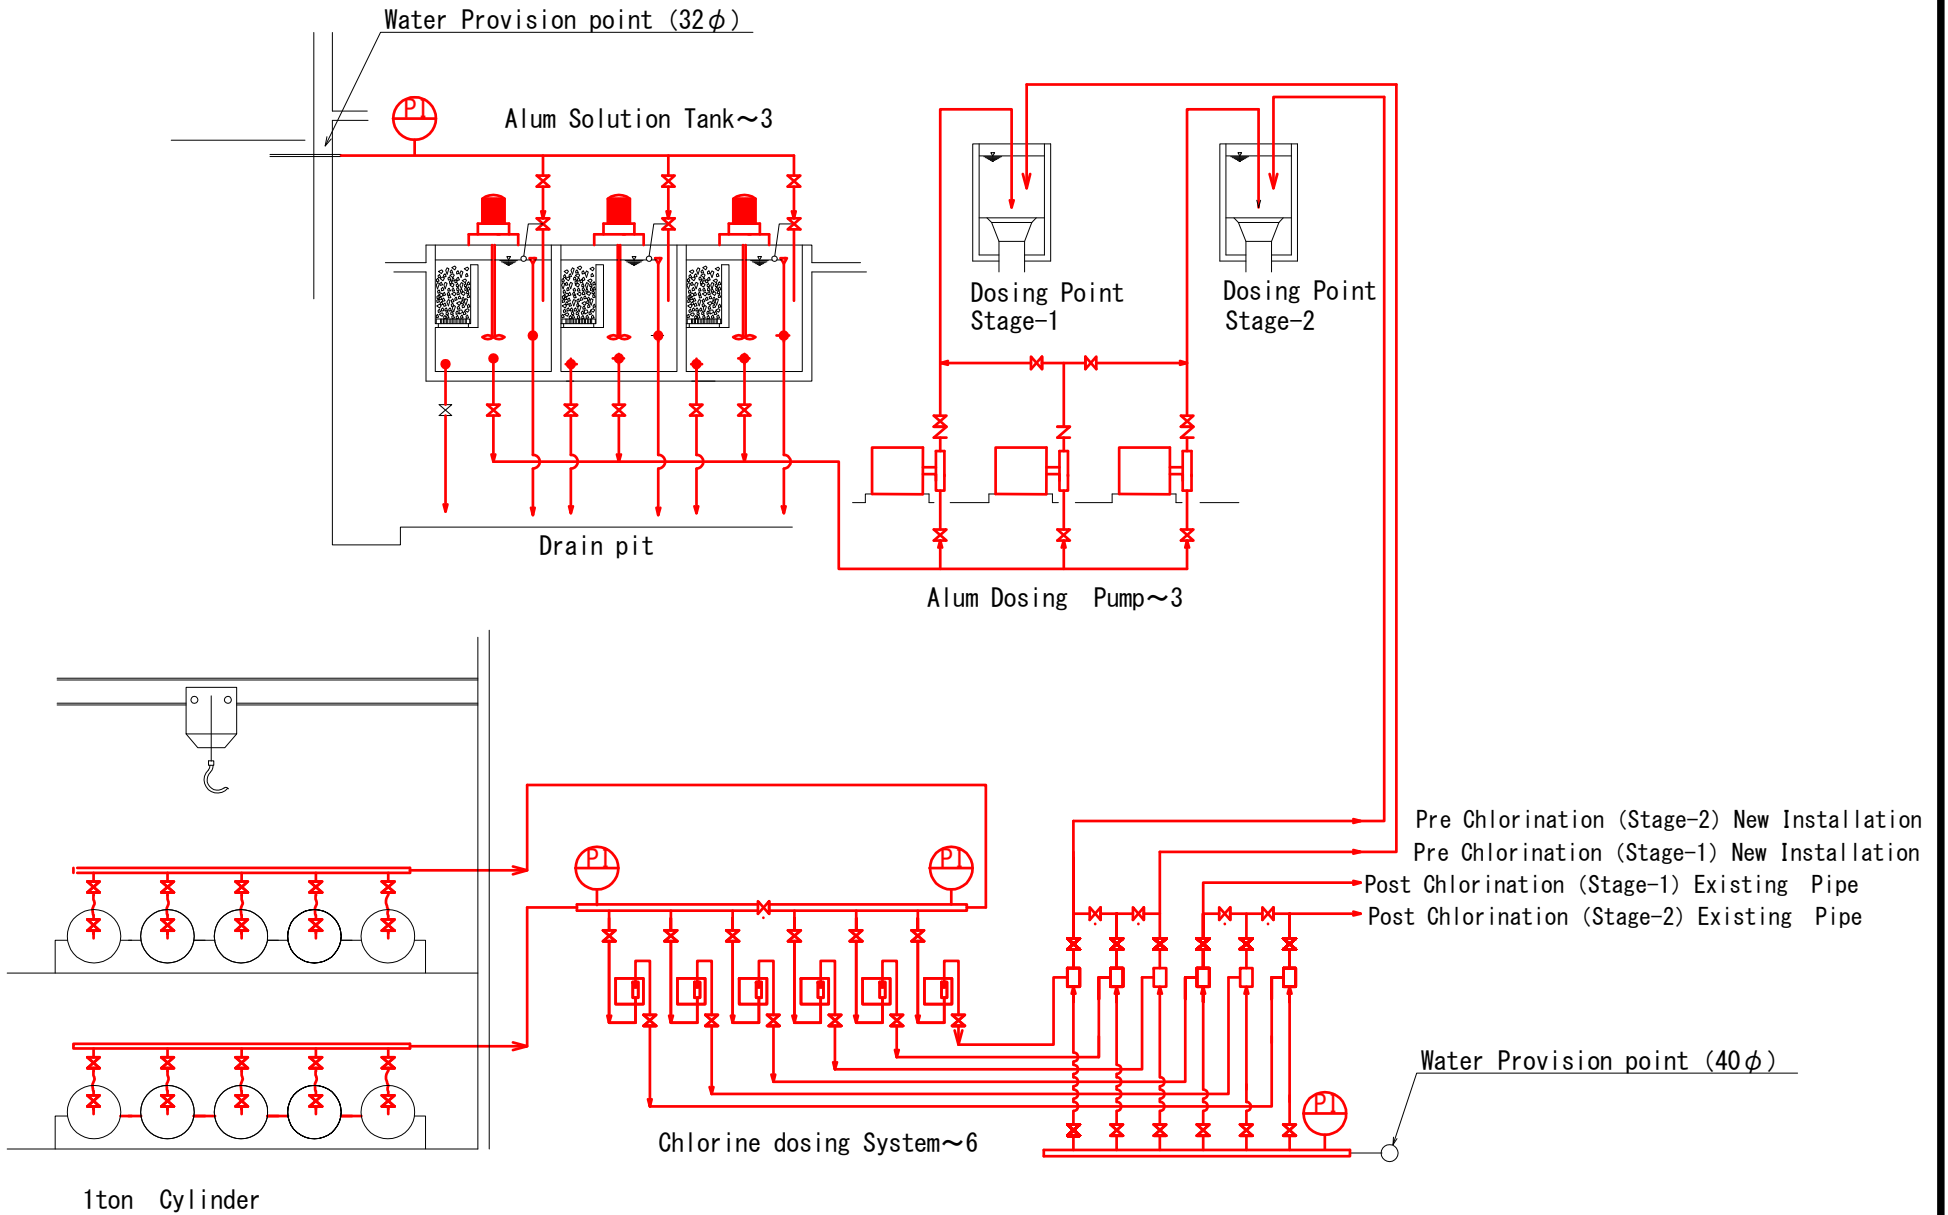 Water Provision point (32φ)
PI
Alum Solution Tank～3
Dosing Point
Stage-1
Dosing Point
Stage-2
Drain pit
Alum Dosing Pump～3
Pre Chlorination (Stage-2) New Installation
Pre Chlorination (Stage-1) New Installation
PI
PI
Post Chlorination (Stage-1) Existing Pipe
Post Chlorination (Stage-2) Existing Pipe
Water Provision point (40φ)
PI
Chlorine dosing System～6
1ton Cylinder